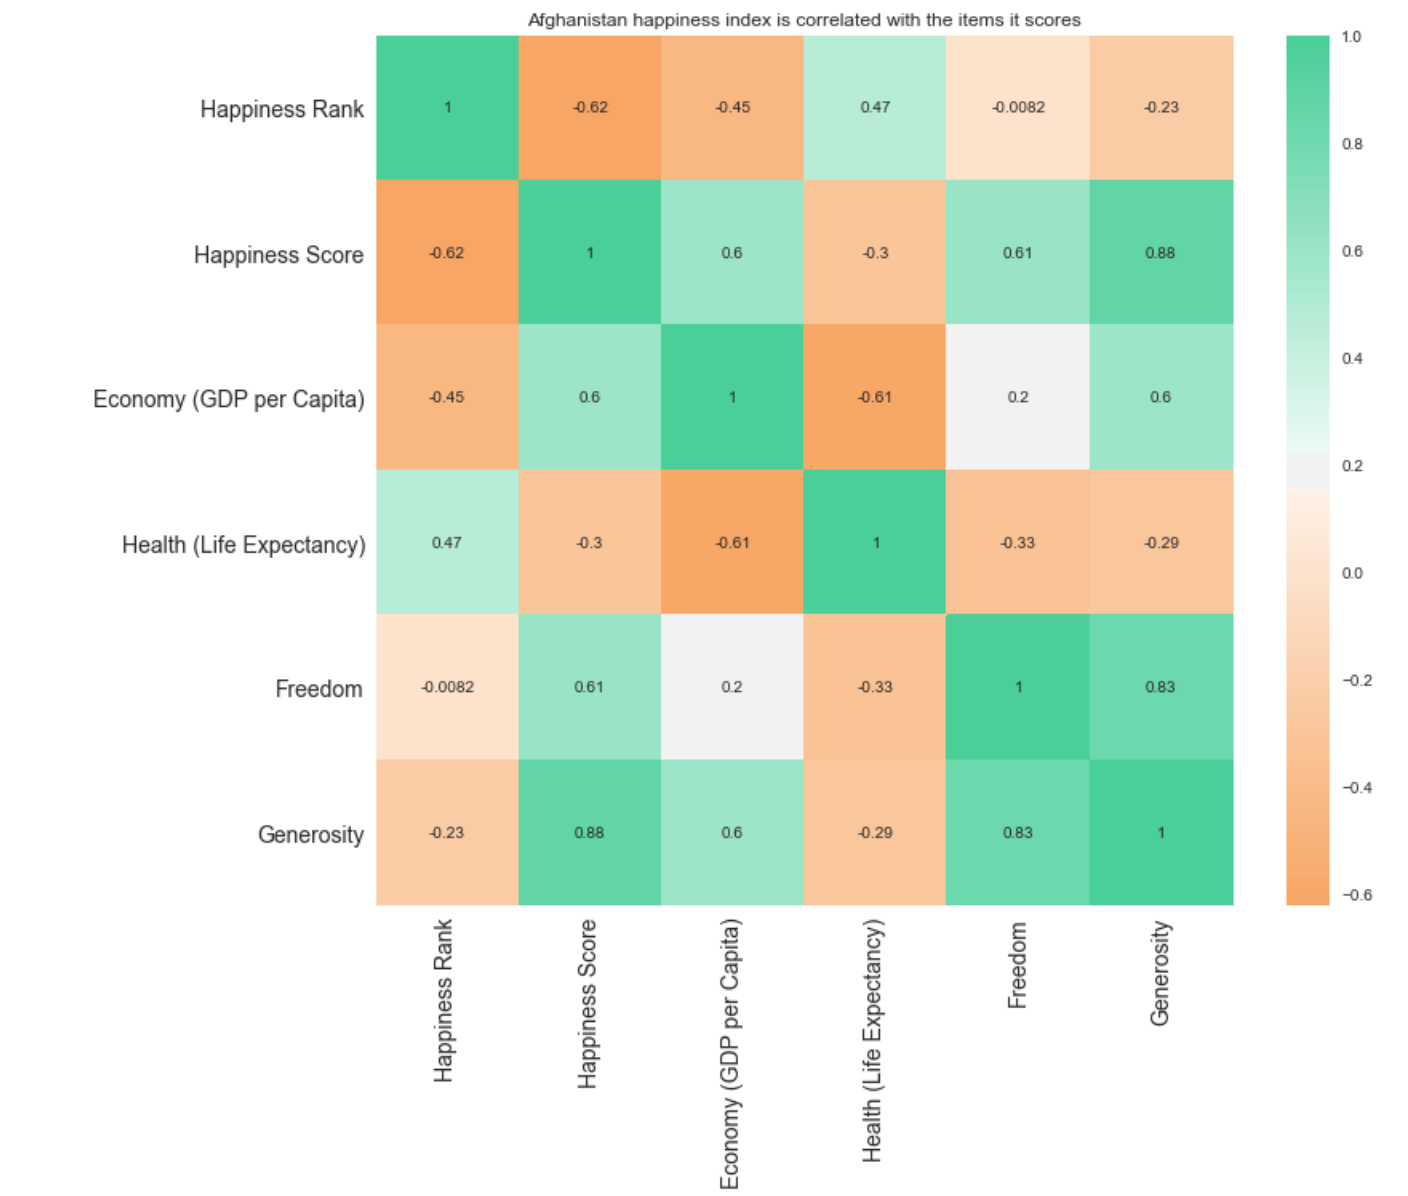 Afghanistan happiness index is correlated with the items it scores
Happiness Rank 1 -0.62 -0.45 0.47 -0.0082 -0.23
Happiness Score -0.62 1 0.6 -0.3 0.61 0.88
Economy (GDP per Capita) -0.45 0.6 1 -0.61 0.2 0.6
Health (Life Expectancy) 0.47 -0.3 -0.61 1 -0.33 -0.29
Freedom -0.0082 0.61 0.2 -0.33 1 0.83
Generosity -0.23 0.88 0.6 -0.29 0.83 1
Happiness Rank
Happiness Score
Economy (GDP per Capita)
Health (Life Expectancy)
Freedom
Generosity
1.0
0.8
0.6
0.4
0.2
0.0
−0.2
−0.4
−0.6